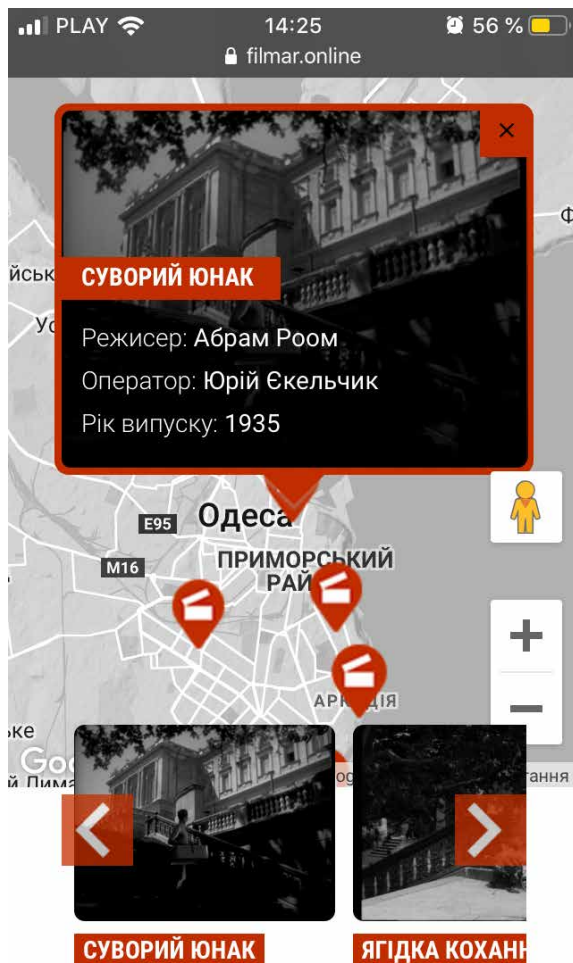 PLAY 14:25 56 %
filmar.online
СУВОРИЙ ЮНАК
Режисер: Абрам Роом
Оператор: Юрій Єкельчик
Рік випуску: 1935
Одеса
E95
M16
ПРИМОРСЬКИЙ
РАЙ
СУВОРИЙ ЮНАК
ЯГІДКА КОХАНН